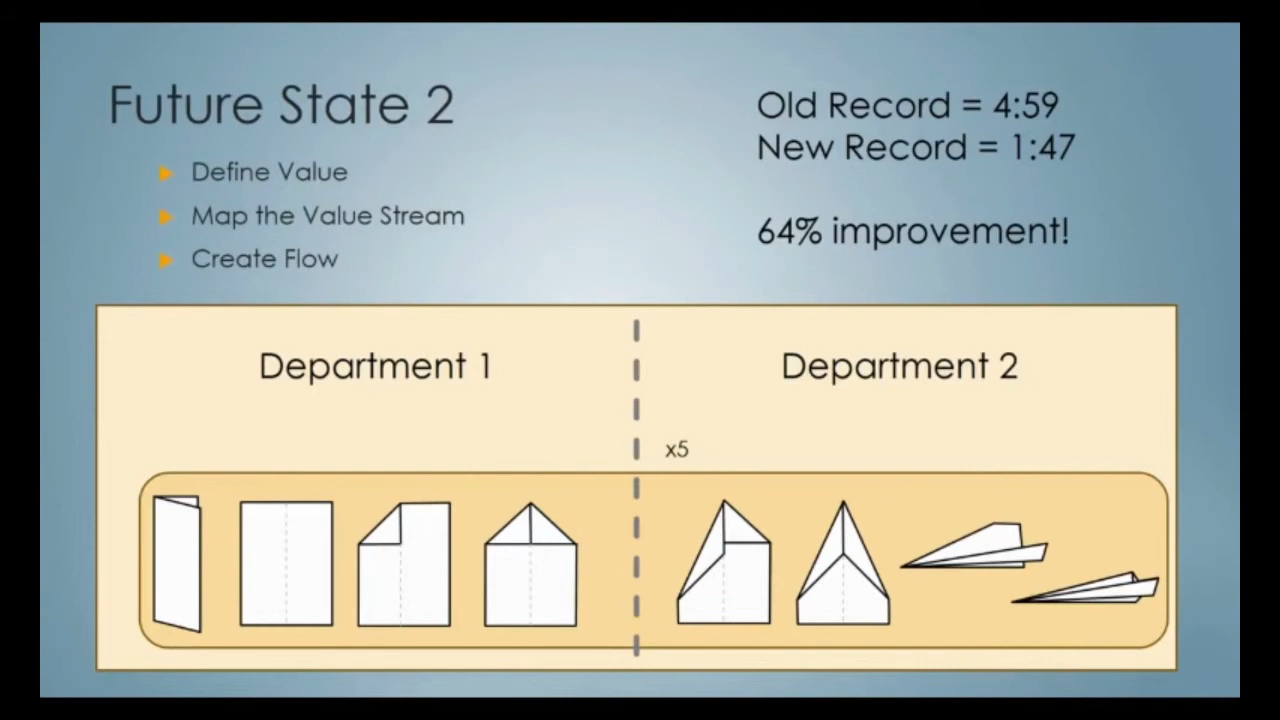 Future State 2
Define Value
Map the Value Stream
Create Flow
Old Record = 4:59
New Record = 1:47
64% improvement!
Department 1
Department 2
x5